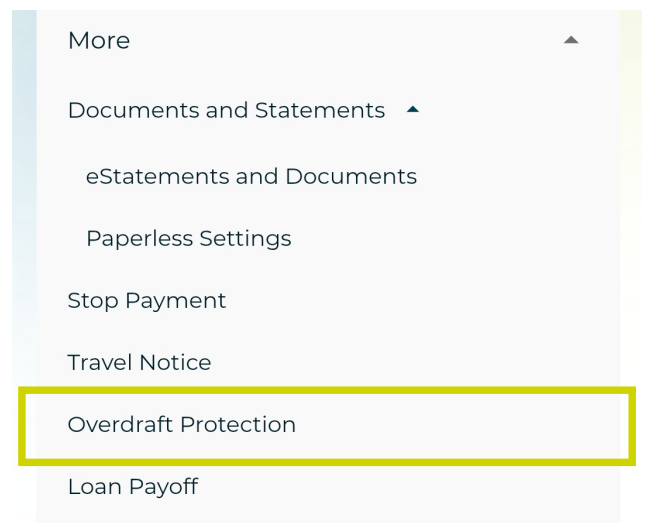 More
Documents and Statements
eStatements and Documents
Paperless Settings
Stop Payment
Travel Notice
Overdraft Protection
Loan Payoff